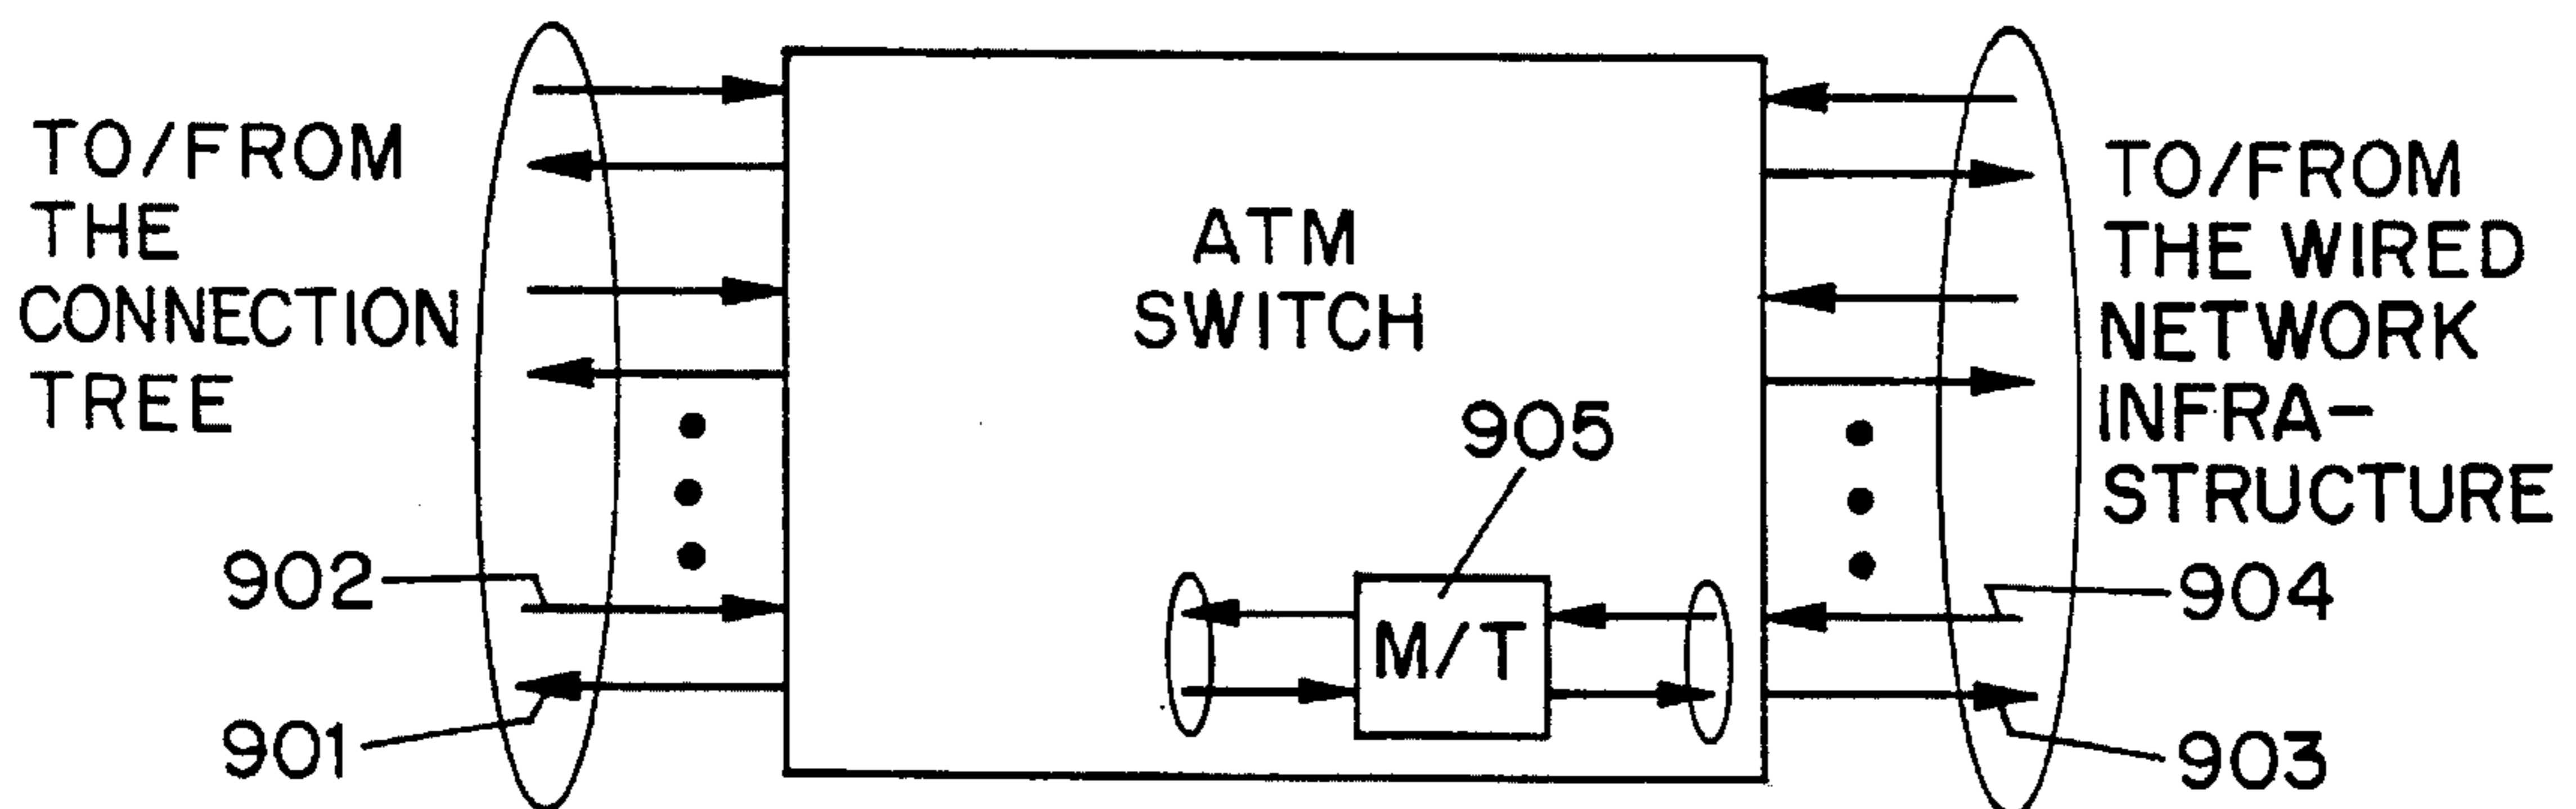 TO/FROM
THE
CONNECTION
TREE
902
901
ATM
SWITCH
905
M/T
TO/FROM
THE WIRED
NETWORK
INFRA-
STRUCTURE
904
903